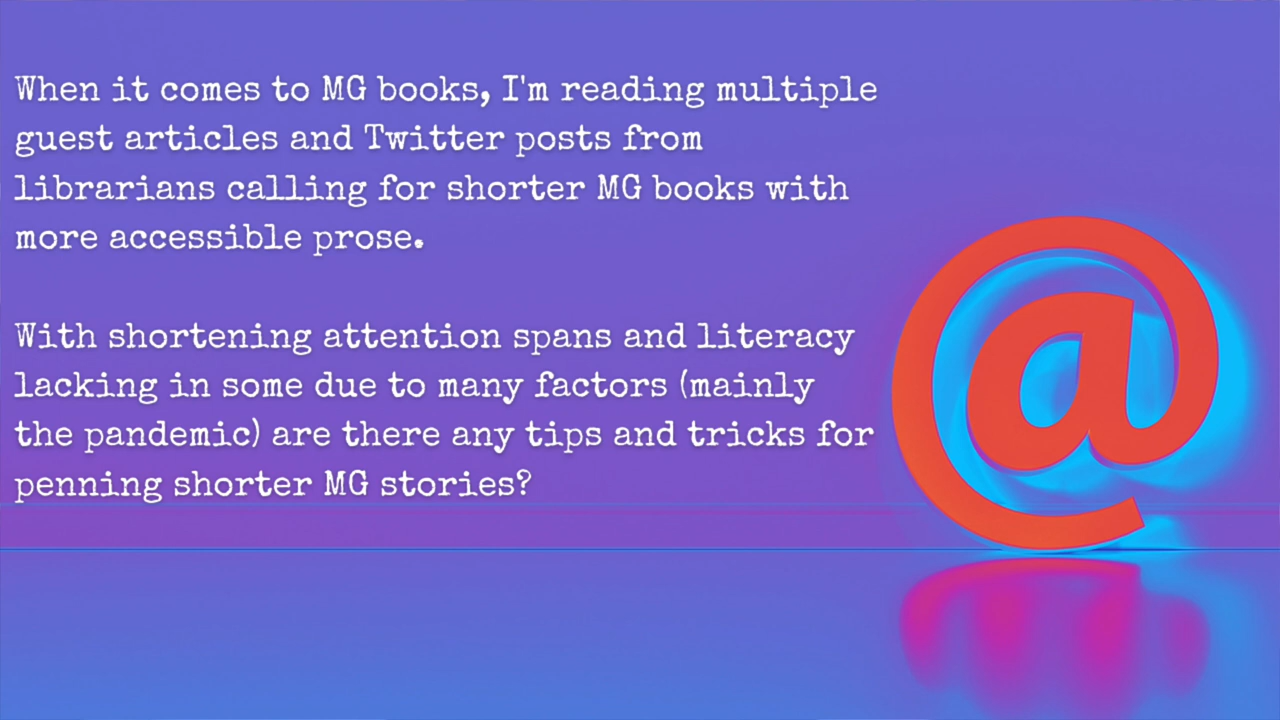 When it comes to MG books, I'm reading multiple
guest articles and Twitter posts from
librarians calling for shorter MG books with
more accessible prose.
With shortening attention spans and literacy
lacking in some due to many factors (mainly
the pandemic) are there any tips and tricks for
penning shorter MG stories?
@